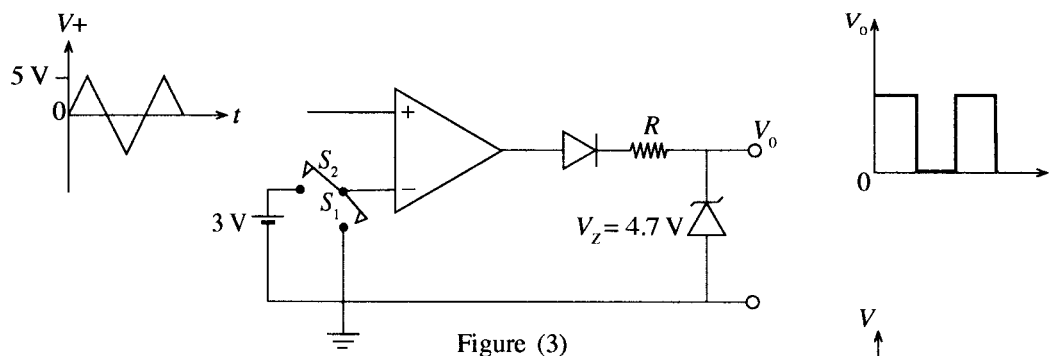 V+
5 V
0
t
+
−
S₂
S₁
3 V
R
V₀
V_Z = 4.7 V
Figure (3)
V₀
0
V